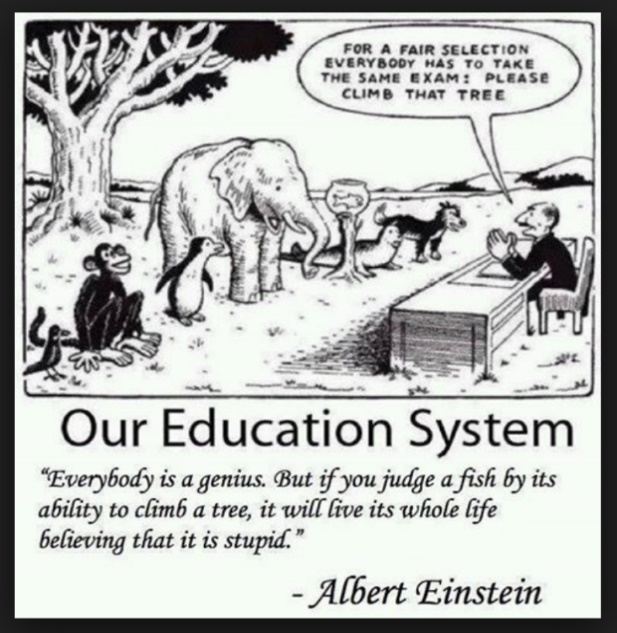 FOR A FAIR SELECTION
EVERYBODY HAS TO TAKE
THE SAME EXAM: PLEASE
CLIMB THAT TREE
Our Education System
“Everybody is a genius. But if you judge a fish by its
ability to climb a tree, it will live its whole life
believing that it is stupid.”
- Albert Einstein